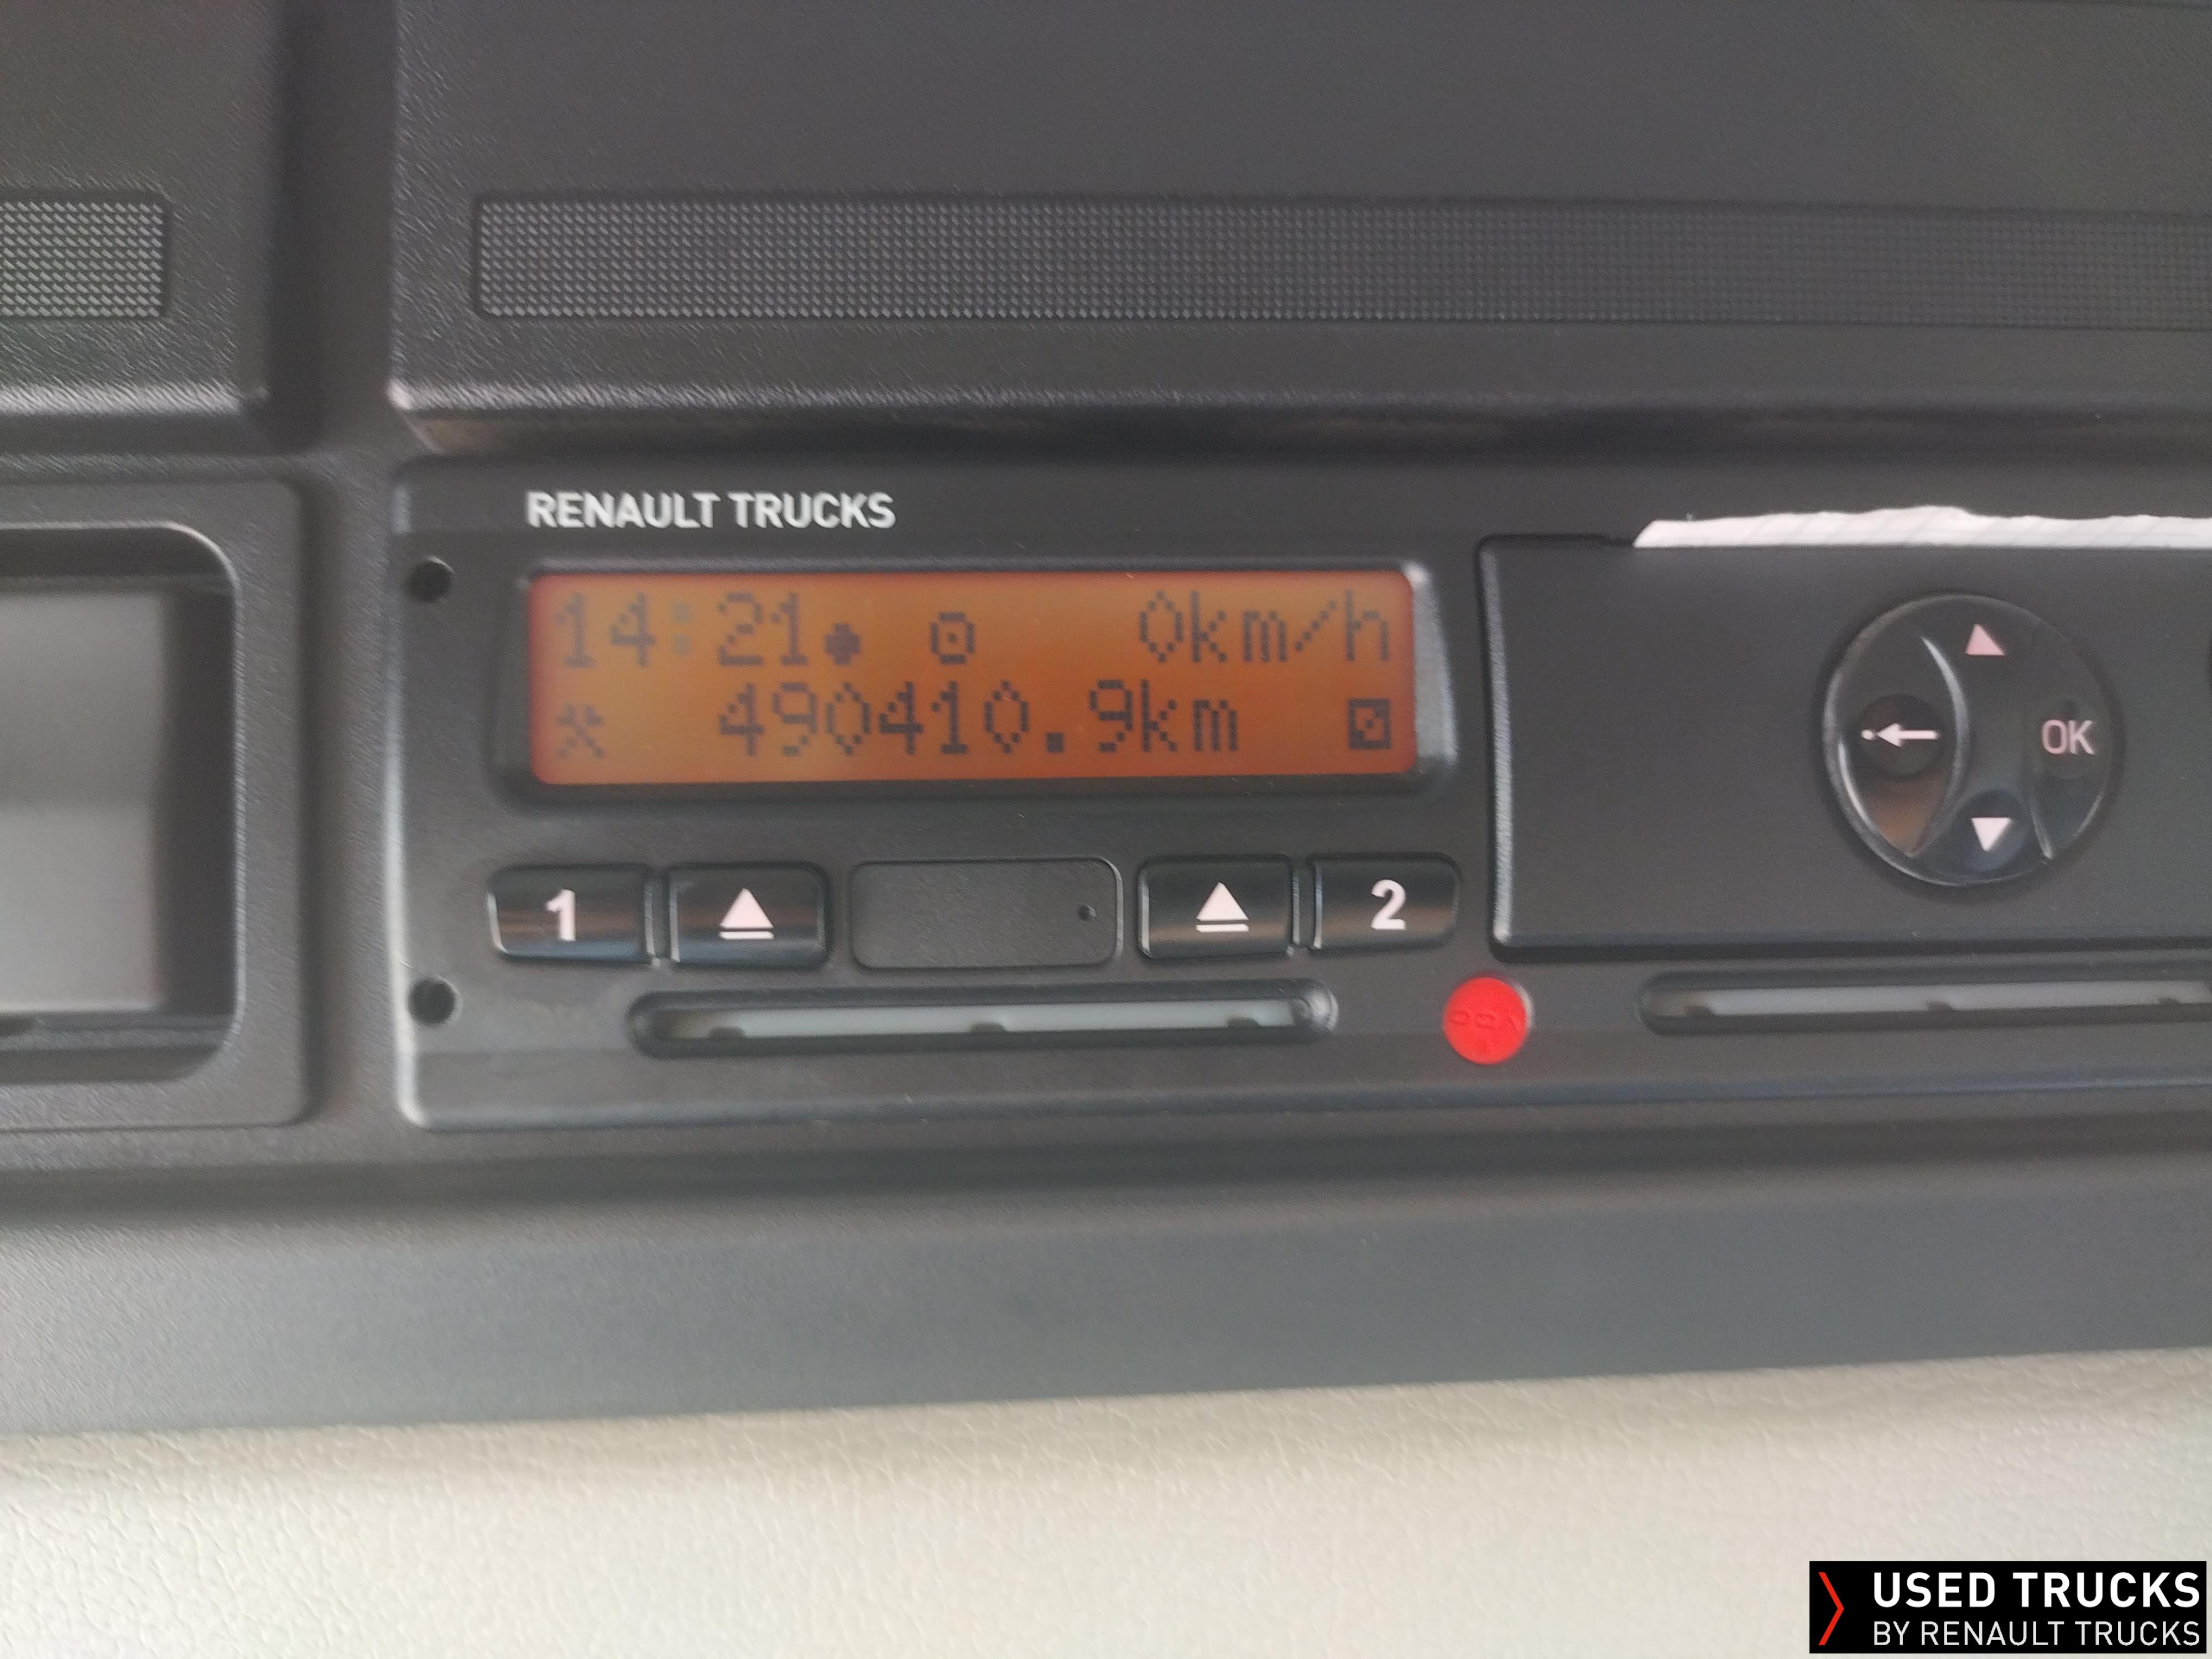 RENAULT TRUCKS
14:21 0km/h
490410.9km
OK
1 2
USED TRUCKS
BY RENAULT TRUCKS